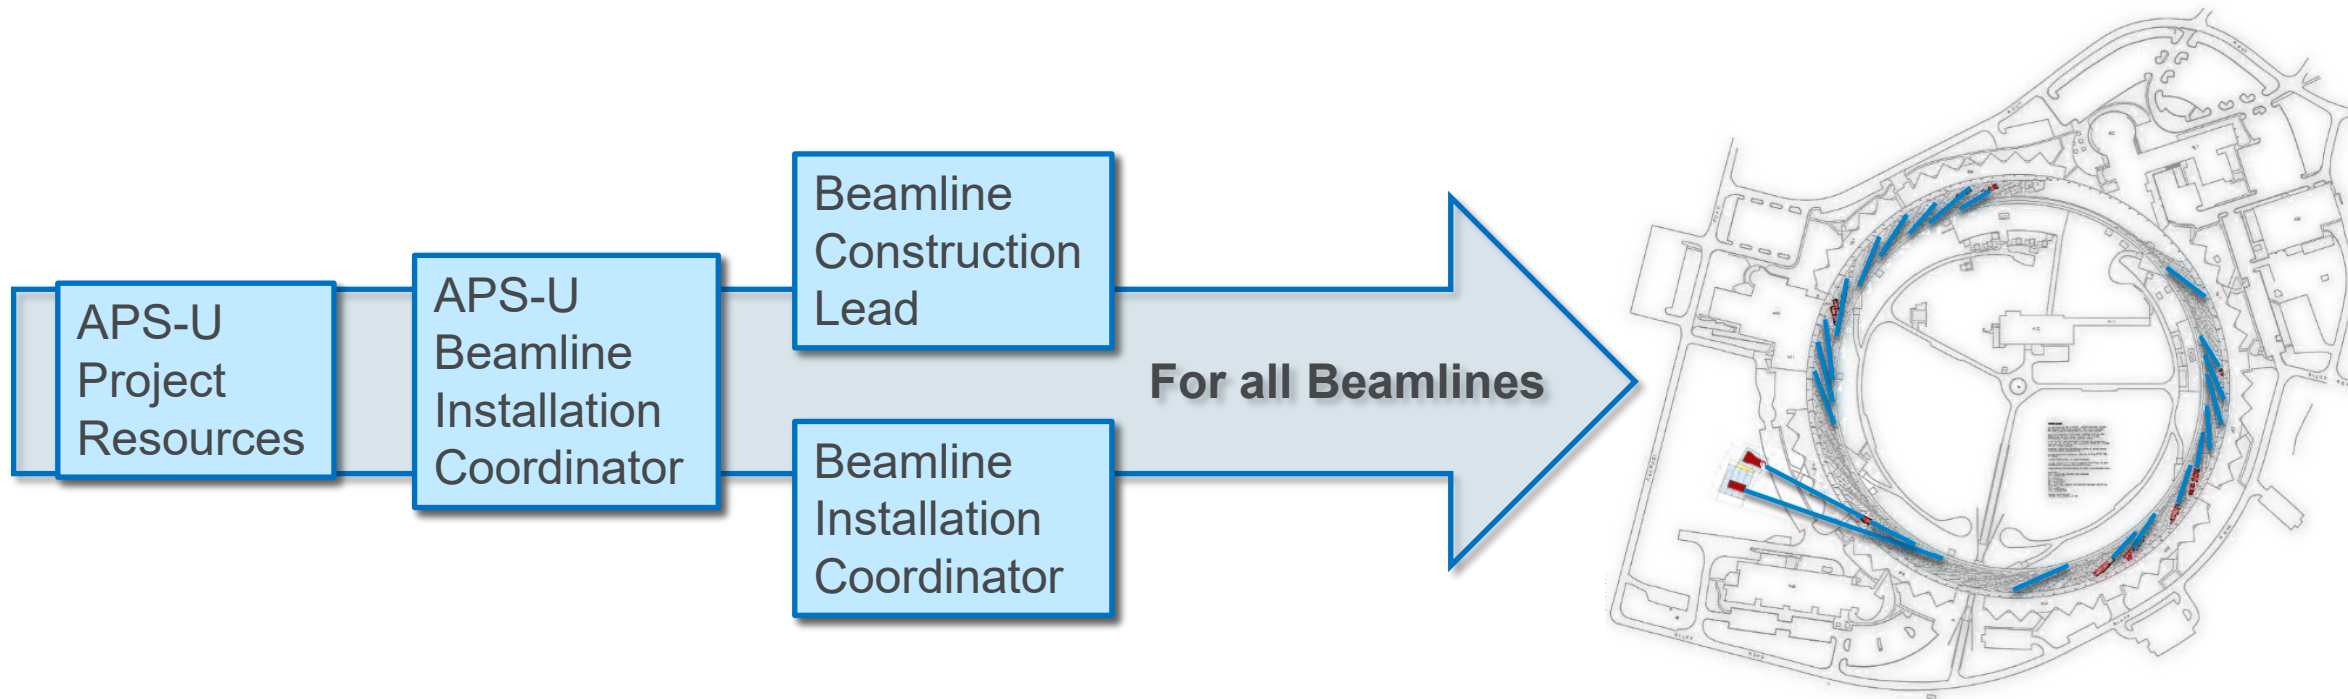 APS-U
Project
Resources
APS-U
Beamline
Installation
Coordinator
Beamline
Construction
Lead
Beamline
Installation
Coordinator
For all Beamlines